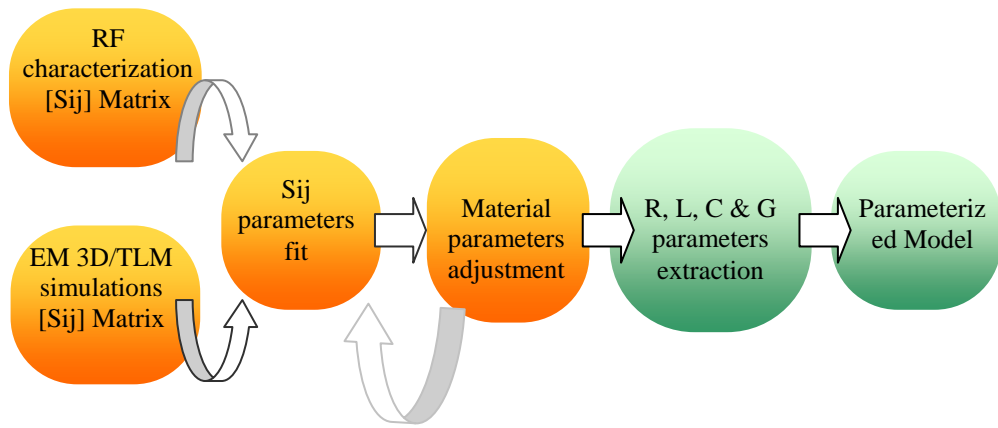 RF
characterization
[Sij] Matrix
EM 3D/TLM
simulations
[Sij] Matrix
Sij
parameters
fit
Material
parameters
adjustment
R, L, C & G
parameters
extraction
Parameteriz
ed Model